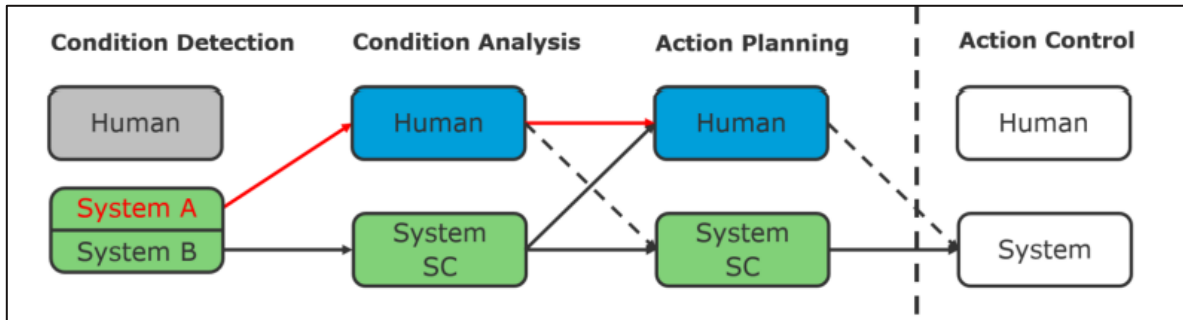 Condition Detection
Condition Analysis
Action Planning
Action Control
Human
Human
Human
Human
System A
System B
System
SC
System
SC
System